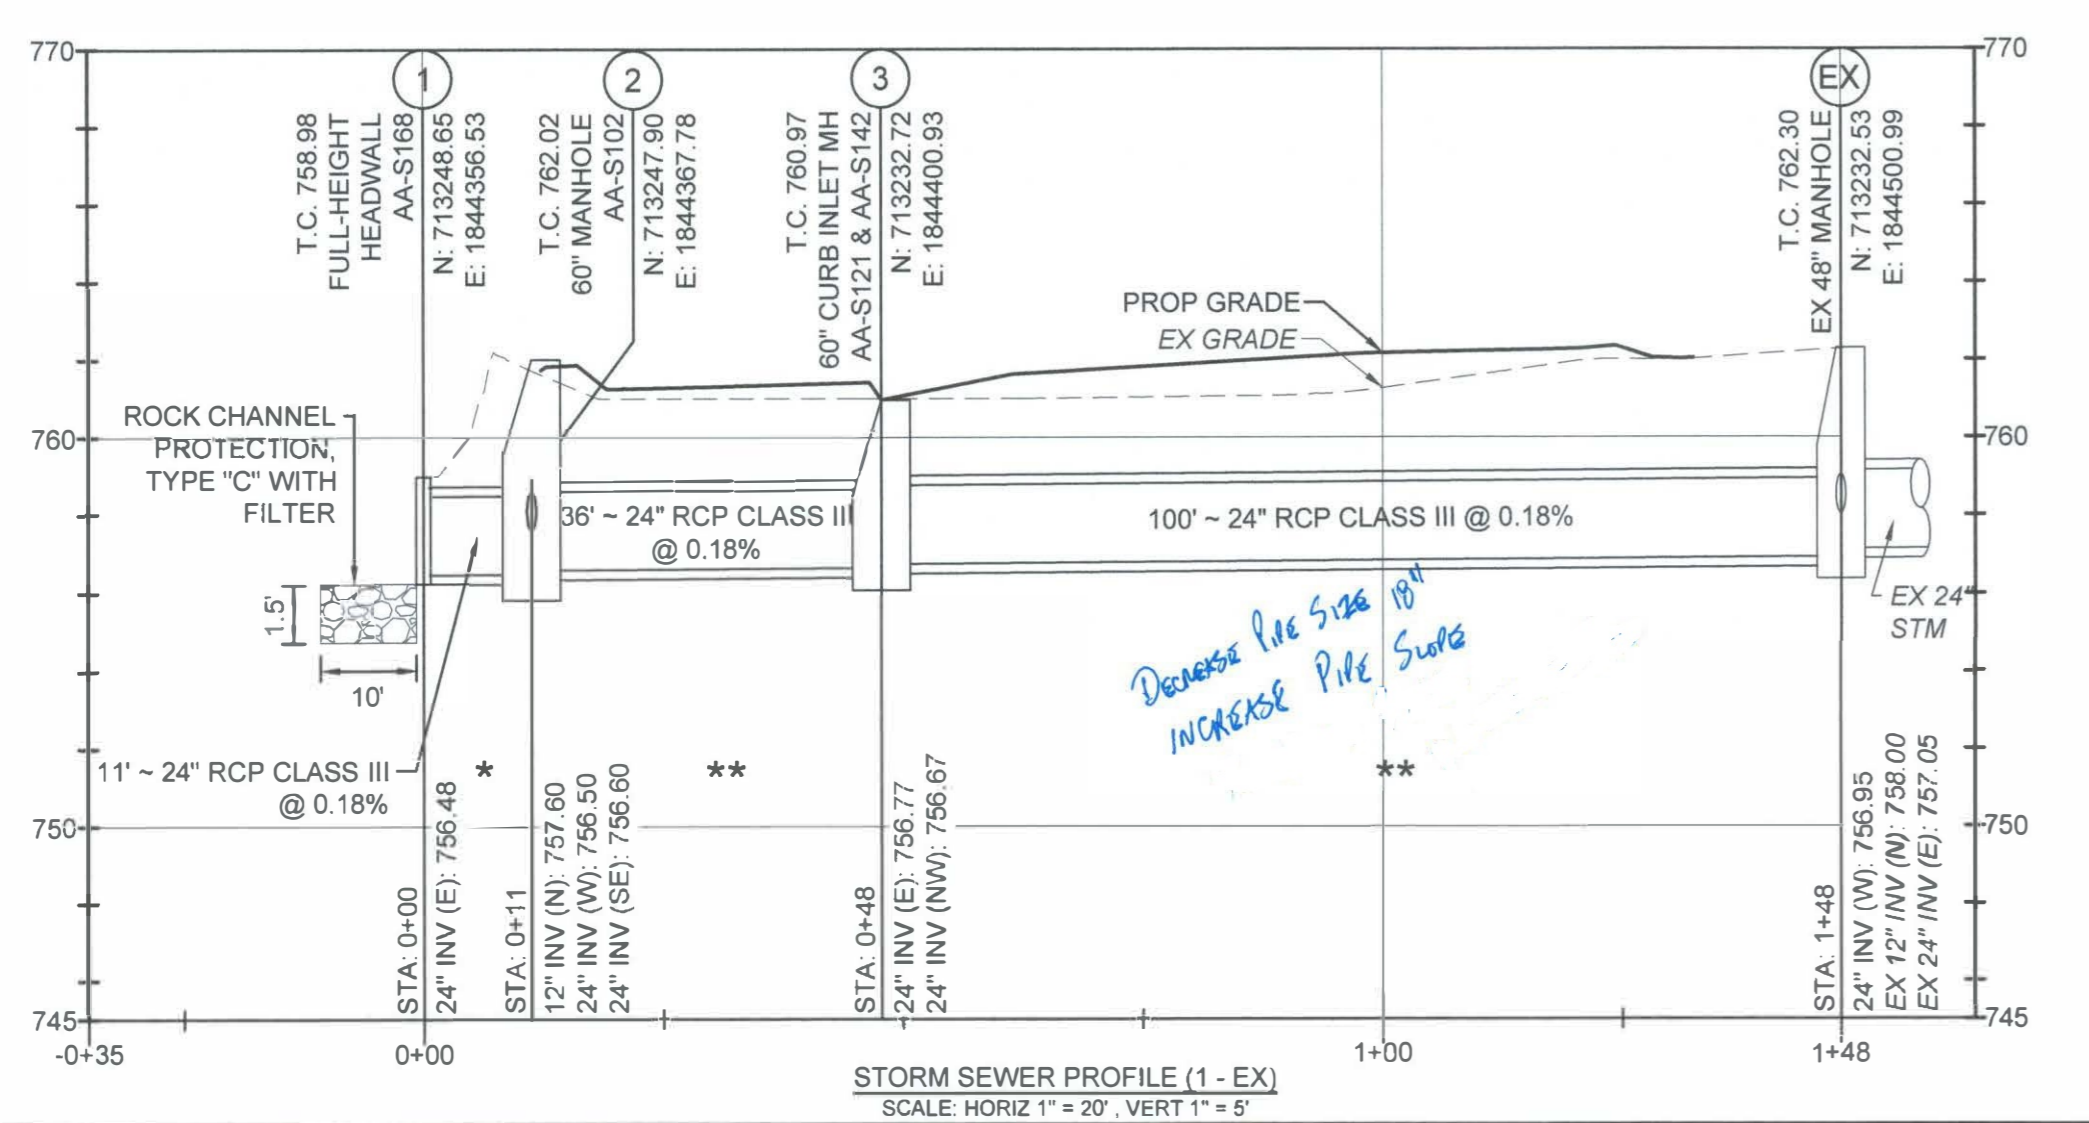 770
770
1
2
3
EX
T.C. 758.98
FULL-HEIGHT
HEADWALL
AA-S168
N: 713248.65
E: 1844356.53
T.C. 762.02
60" MANHOLE
AA-S102
N: 713247.90
E: 1844367.78
T.C. 760.97
60" CURB INLET MH
AA-S121 & AA-S142
N: 713232.72
E: 1844400.93
T.C. 762.30
EX 48" MANHOLE
N: 713232.53
E: 1844500.99
PROP GRADE
EX GRADE
ROCK CHANNEL
PROTECTION,
TYPE "C" WITH
FILTER
760
760
36' ~ 24" RCP CLASS III
@ 0.18%
100' ~ 24" RCP CLASS III @ 0.18%
1.5'
10'
EX 24"
STM
DECREASE PIPE SIZE 18"
INCREASE PIPE SLOPE
11' ~ 24" RCP CLASS III
@ 0.18%
*
**
**
750
750
STA: 0+00
24" INV (E): 756.48
STA: 0+11
12" INV (N): 757.60
24" INV (W): 756.50
24" INV (SE): 756.60
STA: 0+48
24" INV (E): 756.77
24" INV (NW): 756.67
STA: 1+48
24" INV (W): 756.95
EX 12" INV (N): 758.00
EX 24" INV (E): 757.05
745
745
-0+35
0+00
1+00
1+48
STORM SEWER PROFILE (1 - EX)
SCALE: HORIZ 1" = 20' , VERT 1" = 5'